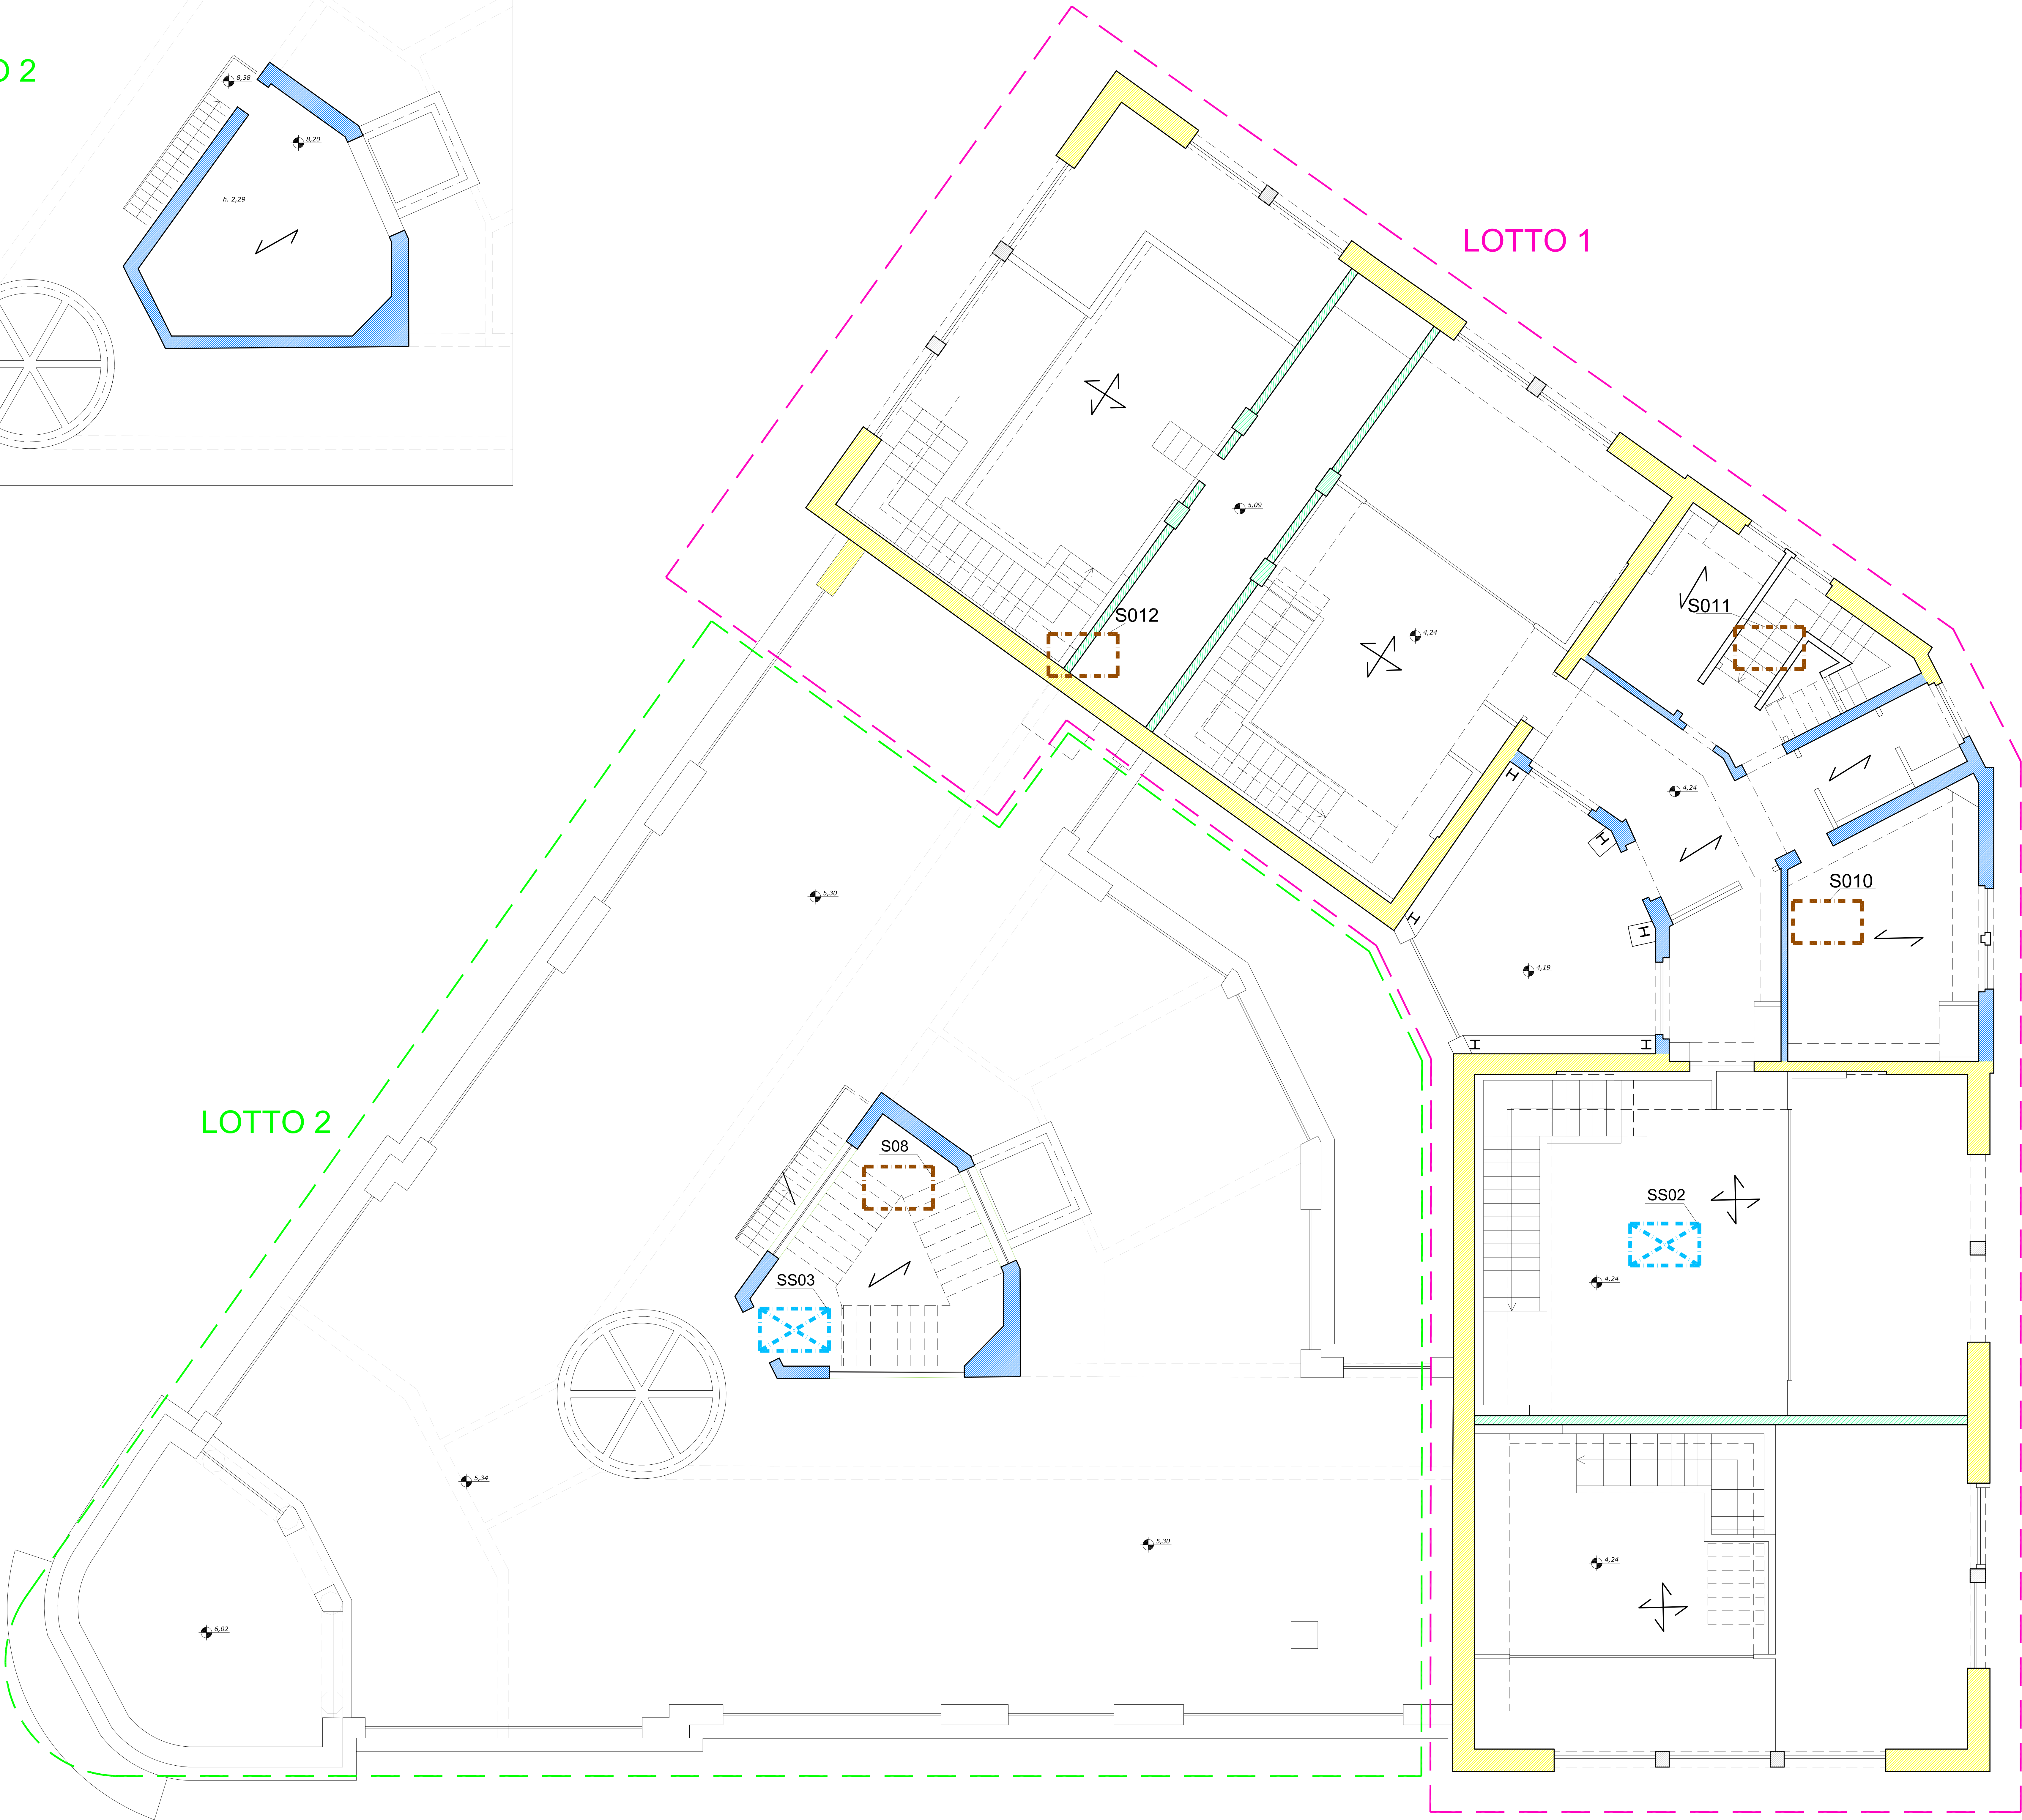 O 2
8,38
8,20
h. 2,29
LOTTO 1
5,09
S012
S011
4,24
4,24
S010
5,30
4,19
LOTTO 2
S08
SS02
SS03
4,24
5,34
5,30
4,24
6,02